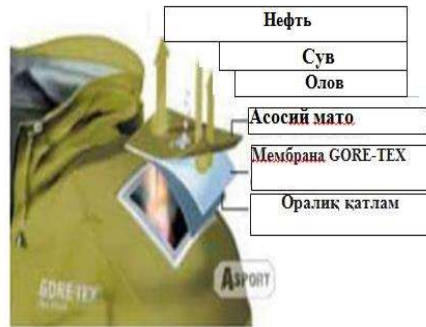 Нефть
Сув
Олов
Асосий мато
Мембрана GORE-TEX
Оралиқ қатлам
GORE-TEX
ASPORT